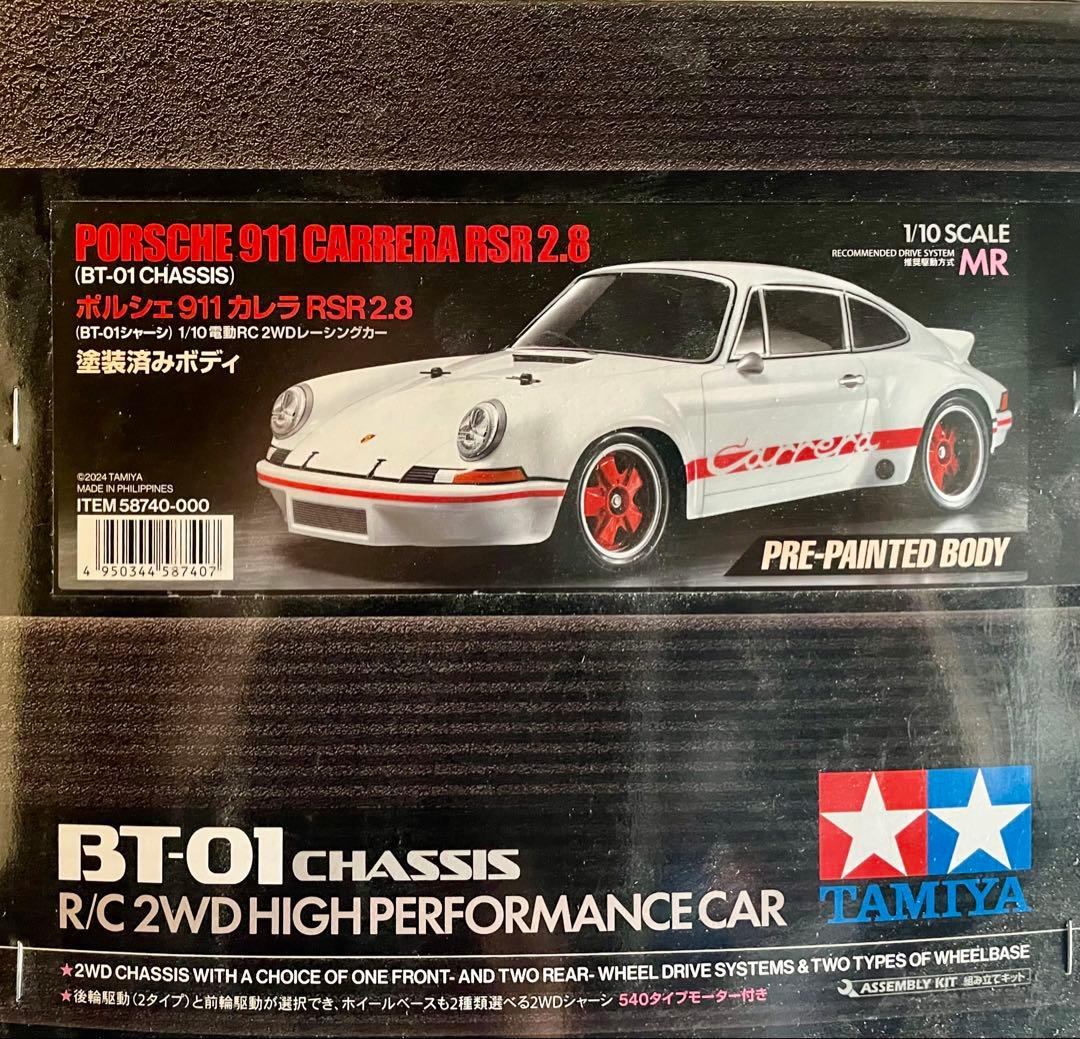 PORSCHE 911 CARRERA RSR 2.8
(BT-01 CHASSIS)
ポルシェ 911 カレラ RSR 2.8
(BT-01シャーシ) 1/10 電動RC 2WDレーシングカー
塗装済みボディ
1/10 SCALE
RECOMMENDED DRIVE SYSTEM
推奨駆動方式
MR
Carrera
©2024 TAMIYA
MADE IN PHILIPPINES
ITEM 58740-000
4 950344 587407
PRE-PAINTED BODY
BT-01 CHASSIS
R/C 2WD HIGH PERFORMANCE CAR
TAMIYA
★2WD CHASSIS WITH A CHOICE OF ONE FRONT- AND TWO REAR- WHEEL DRIVE SYSTEMS & TWO TYPES OF WHEELBASE
★後輪駆動(2タイプ)と前輪駆動が選択でき、ホイールベースも2種類選べる2WDシャーシ 540タイプモーター付き
ASSEMBLY KIT 組み立てキット